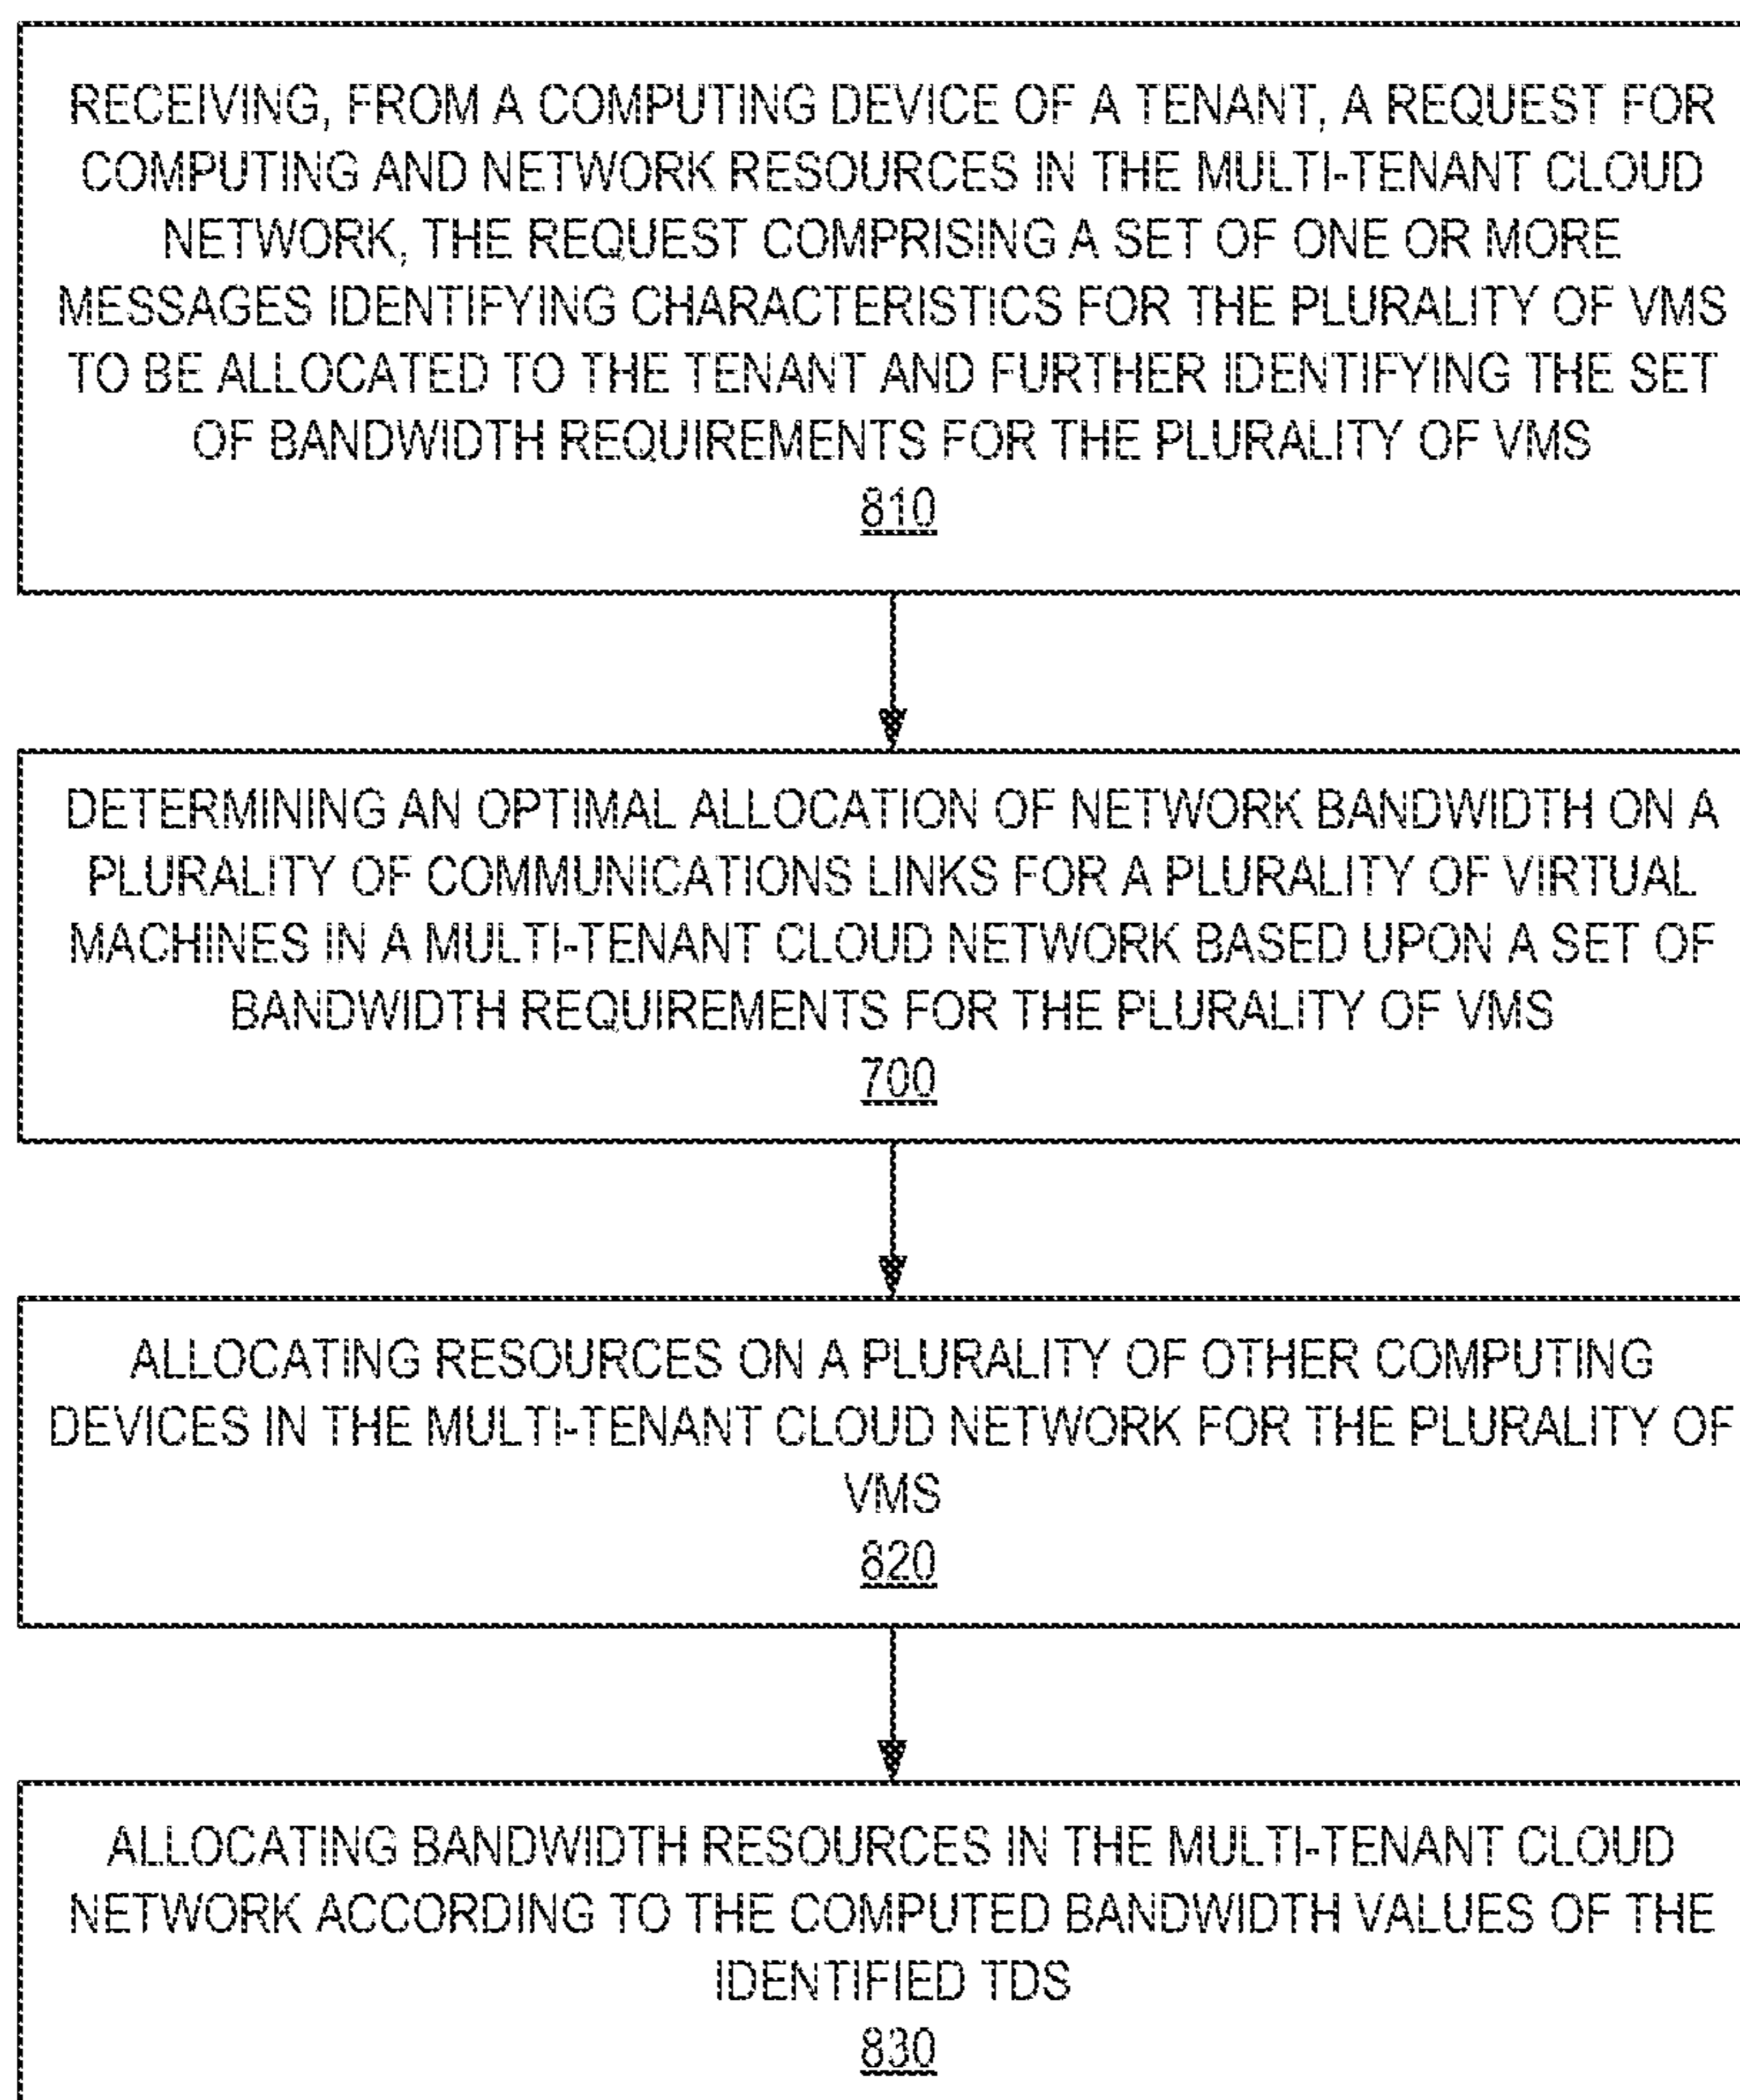 RECEIVING, FROM A COMPUTING DEVICE OF A TENANT, A REQUEST FOR
COMPUTING AND NETWORK RESOURCES IN THE MULTI-TENANT CLOUD
NETWORK, THE REQUEST COMPRISING A SET OF ONE OR MORE
MESSAGES IDENTIFYING CHARACTERISTICS FOR THE PLURALITY OF VMS
TO BE ALLOCATED TO THE TENANT AND FURTHER IDENTIFYING THE SET
OF BANDWIDTH REQUIREMENTS FOR THE PLURALITY OF VMS
810
DETERMINING AN OPTIMAL ALLOCATION OF NETWORK BANDWIDTH ON A
PLURALITY OF COMMUNICATIONS LINKS FOR A PLURALITY OF VIRTUAL
MACHINES IN A MULTI-TENANT CLOUD NETWORK BASED UPON A SET OF
BANDWIDTH REQUIREMENTS FOR THE PLURALITY OF VMS
700
ALLOCATING RESOURCES ON A PLURALITY OF OTHER COMPUTING
DEVICES IN THE MULTI-TENANT CLOUD NETWORK FOR THE PLURALITY OF
VMS
820
ALLOCATING BANDWIDTH RESOURCES IN THE MULTI-TENANT CLOUD
NETWORK ACCORDING TO THE COMPUTED BANDWIDTH VALUES OF THE
IDENTIFIED TDS
830